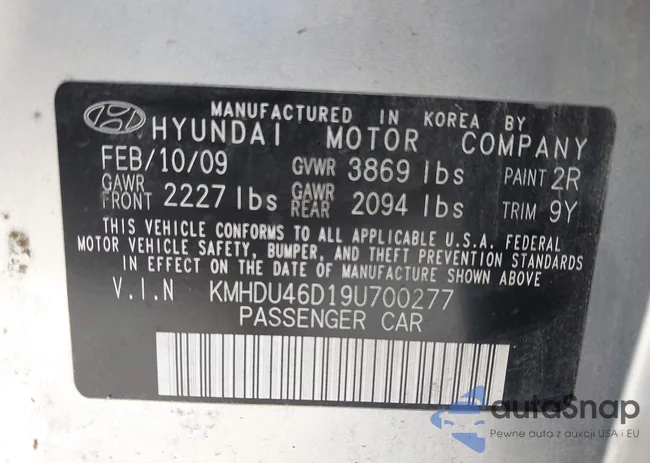 MANUFACTURED IN KOREA BY
HYUNDAI MOTOR COMPANY
FEB/10/09 GVWR 3869 lbs PAINT 2R
GAWR FRONT 2227 lbs GAWR REAR 2094 lbs TRIM 9Y
THIS VEHICLE CONFORMS TO ALL APPLICABLE U.S.A. FEDERAL
MOTOR VEHICLE SAFETY, BUMPER, AND THEFT PREVENTION STANDARDS
IN EFFECT ON THE DATE OF MANUFACTURE SHOWN ABOVE
V.I.N KMHDU46D19U700277
PASSENGER CAR
autoSnap
Pewne auta z aukcji USA i EU